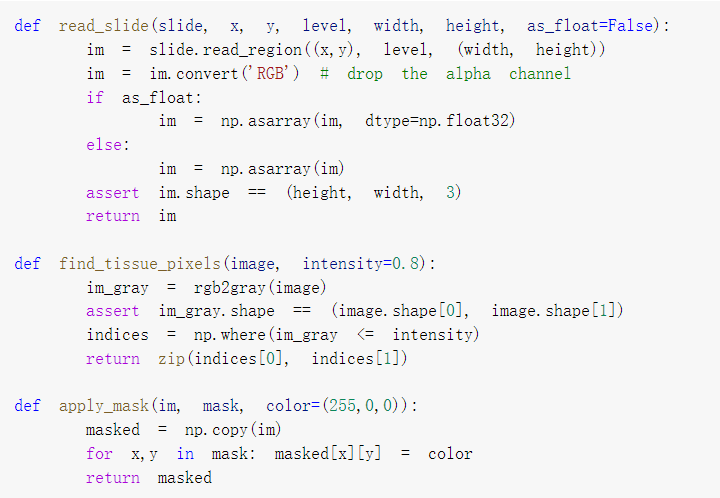 def read_slide(slide, x, y, level, width, height, as_float=False):
    im = slide.read_region((x,y), level, (width, height))
    im = im.convert('RGB') # drop the alpha channel
    if as_float:
        im = np.asarray(im, dtype=np.float32)
    else:
        im = np.asarray(im)
    assert im.shape == (height, width, 3)
    return im

def find_tissue_pixels(image, intensity=0.8):
    im_gray = rgb2gray(image)
    assert im_gray.shape == (image.shape[0], image.shape[1])
    indices = np.where(im_gray <= intensity)
    return zip(indices[0], indices[1])

def apply_mask(im, mask, color=(255,0,0)):
    masked = np.copy(im)
    for x,y in mask: masked[x][y] = color
    return masked